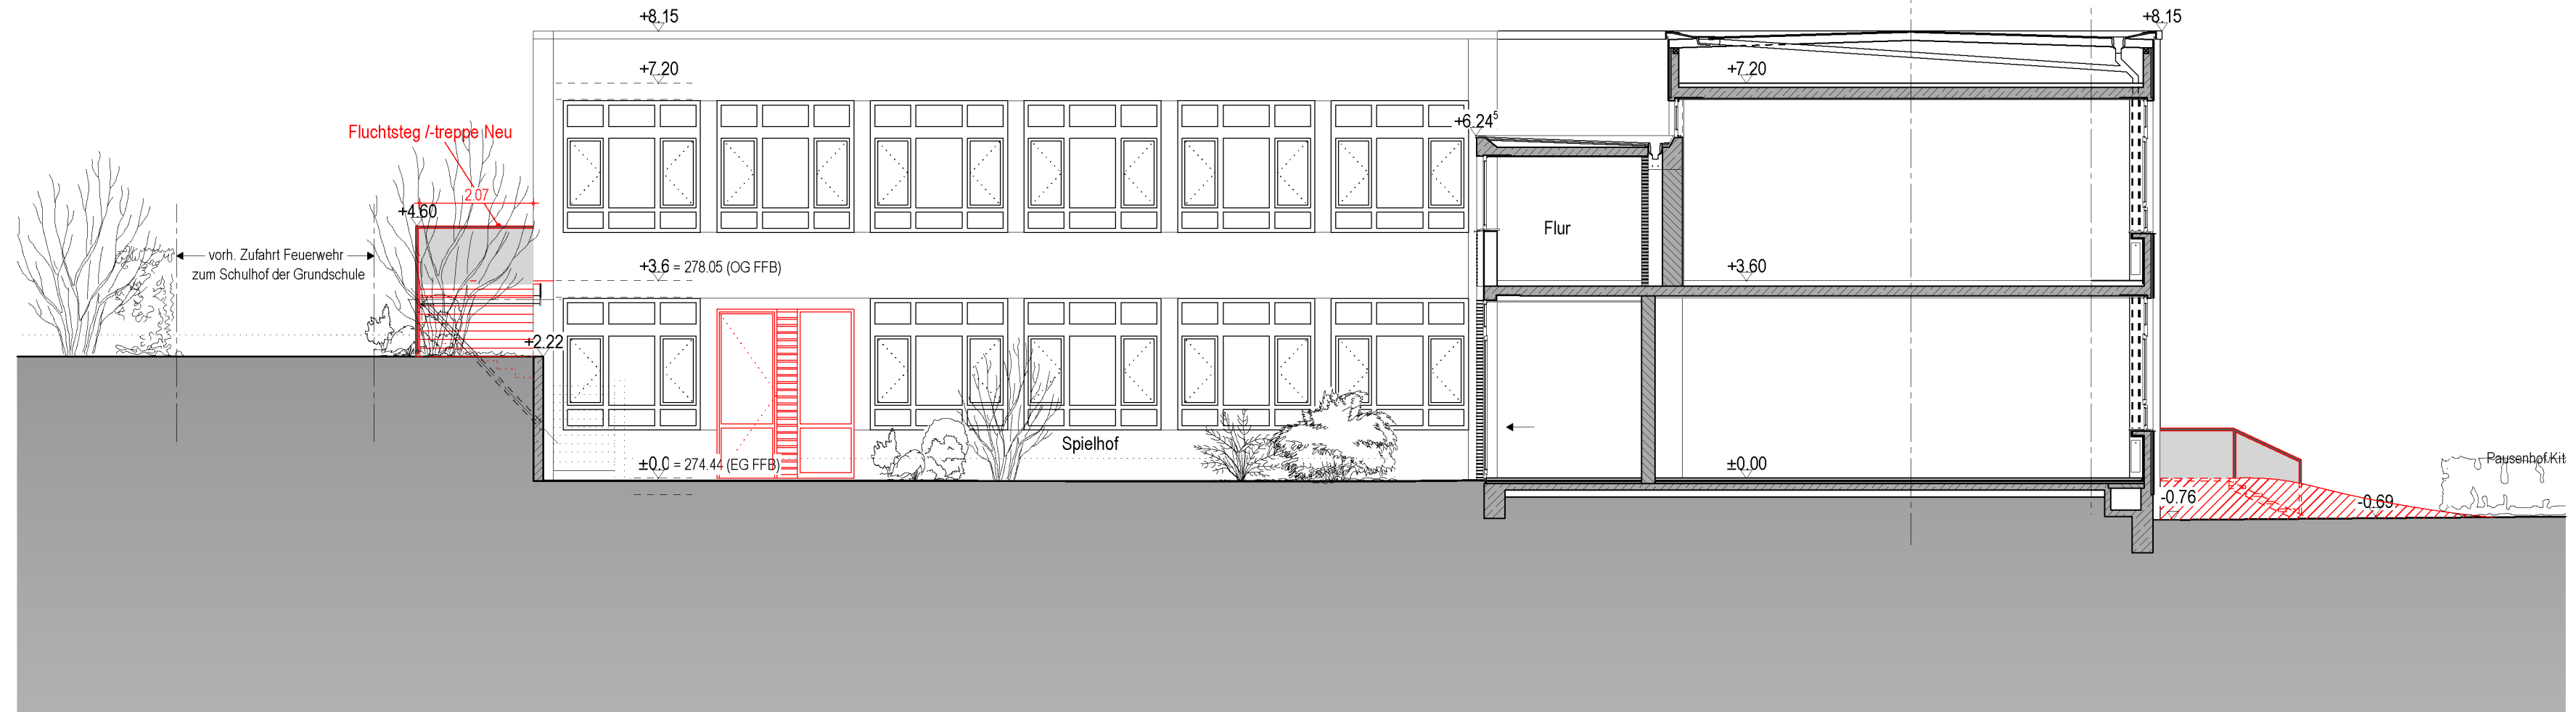 +8.15
+8.15
+7.20
+7.20
Fluchtsteg /-treppe Neu
+6.24⁵
2.07
+4.60
Flur
vorh. Zufahrt Feuerwehr
zum Schulhof der Grundschule
+3.6 = 278.05 (OG FFB)
+3.60
+2.22
Spielhof
±0.0 = 274.44 (EG FFB)
±0.00
Pausenhof Kit
-0.76
-0.69